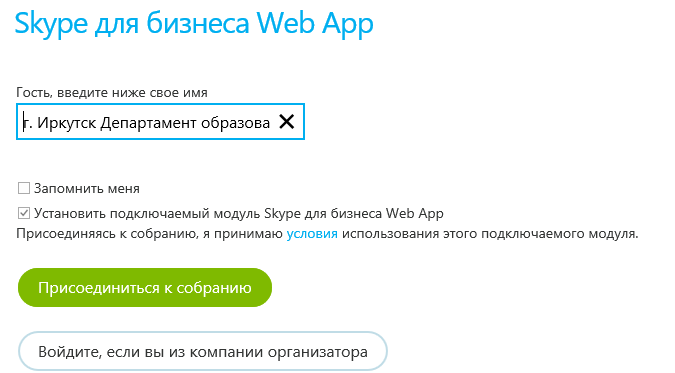 Skype для бизнеса Web App
Гость, введите ниже свое имя
г. Иркутск Департамент образова
Запомнить меня
Установить подключаемый модуль Skype для бизнеса Web App
Присоединяясь к собранию, я принимаю условия использования этого подключаемого модуля.
Присоединиться к собранию
Войдите, если вы из компании организатора